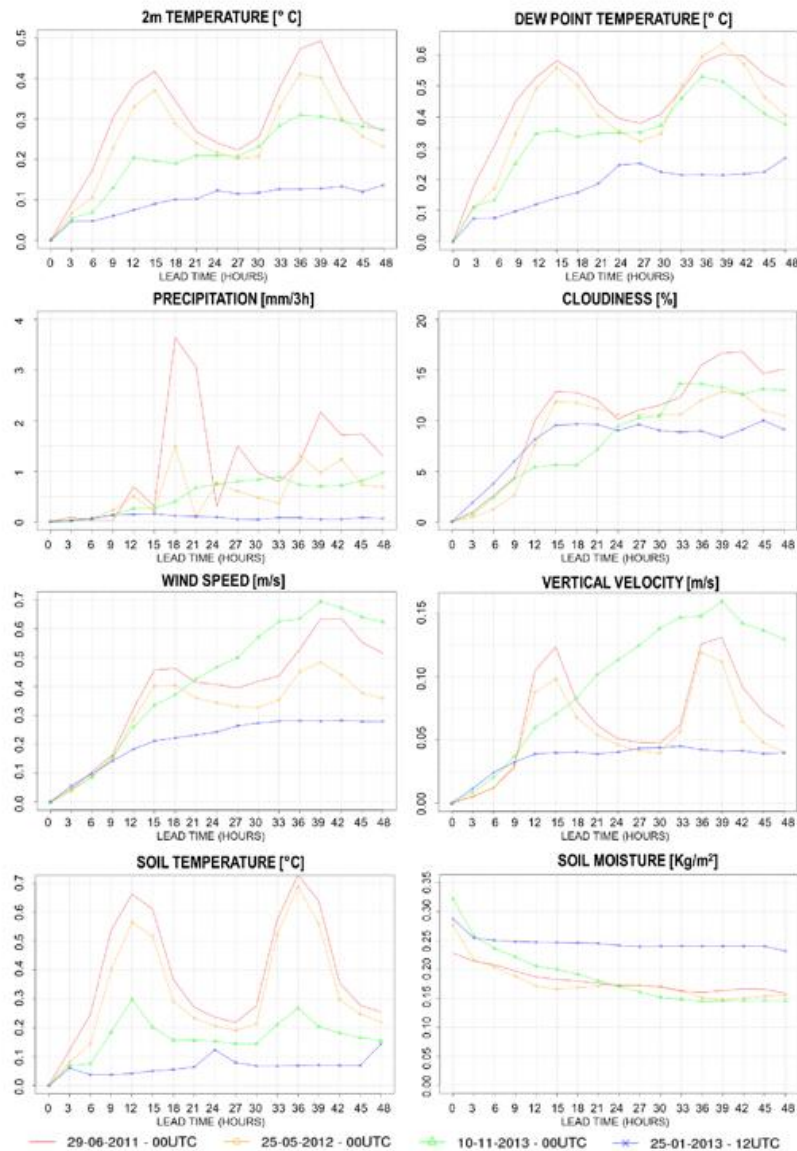 2m TEMPERATURE [° C]
0.0 0.1 0.2 0.3 0.4 0.5
0 3 6 9 12 15 18 21 24 27 30 33 36 39 42 45 48
LEAD TIME (HOURS)
DEW POINT TEMPERATURE [° C]
0.0 0.1 0.2 0.3 0.4 0.5 0.6
0 3 6 9 12 15 18 21 24 27 30 33 36 39 42 45 48
LEAD TIME (HOURS)
PRECIPITATION [mm/3h]
0 1 2 3 4
0 3 6 9 12 15 18 21 24 27 30 33 36 39 42 45 48
LEAD TIME (HOURS)
CLOUDINESS [%]
0 5 10 15 20
0 3 6 9 12 15 18 21 24 27 30 33 36 39 42 45 48
LEAD TIME (HOURS)
WIND SPEED [m/s]
0.0 0.1 0.2 0.3 0.4 0.5 0.6 0.7
0 3 6 9 12 15 18 21 24 27 30 33 36 39 42 45 48
LEAD TIME (HOURS)
VERTICAL VELOCITY [m/s]
0.00 0.05 0.10 0.15
0 3 6 9 12 15 18 21 24 27 30 33 36 39 42 45 48
LEAD TIME (HOURS)
SOIL TEMPERATURE [°C]
0.0 0.1 0.2 0.3 0.4 0.5 0.6 0.7
0 3 6 9 12 15 18 21 24 27 30 33 36 39 42 45 48
LEAD TIME (HOURS)
SOIL MOISTURE [Kg/m²]
0.00 0.05 0.10 0.15 0.20 0.25 0.30 0.35
0 3 6 9 12 15 18 21 24 27 30 33 36 39 42 45 48
LEAD TIME (HOURS)
29-06-2011 - 00UTC 25-05-2012 - 00UTC 10-11-2013 - 00UTC 25-01-2013 - 12UTC